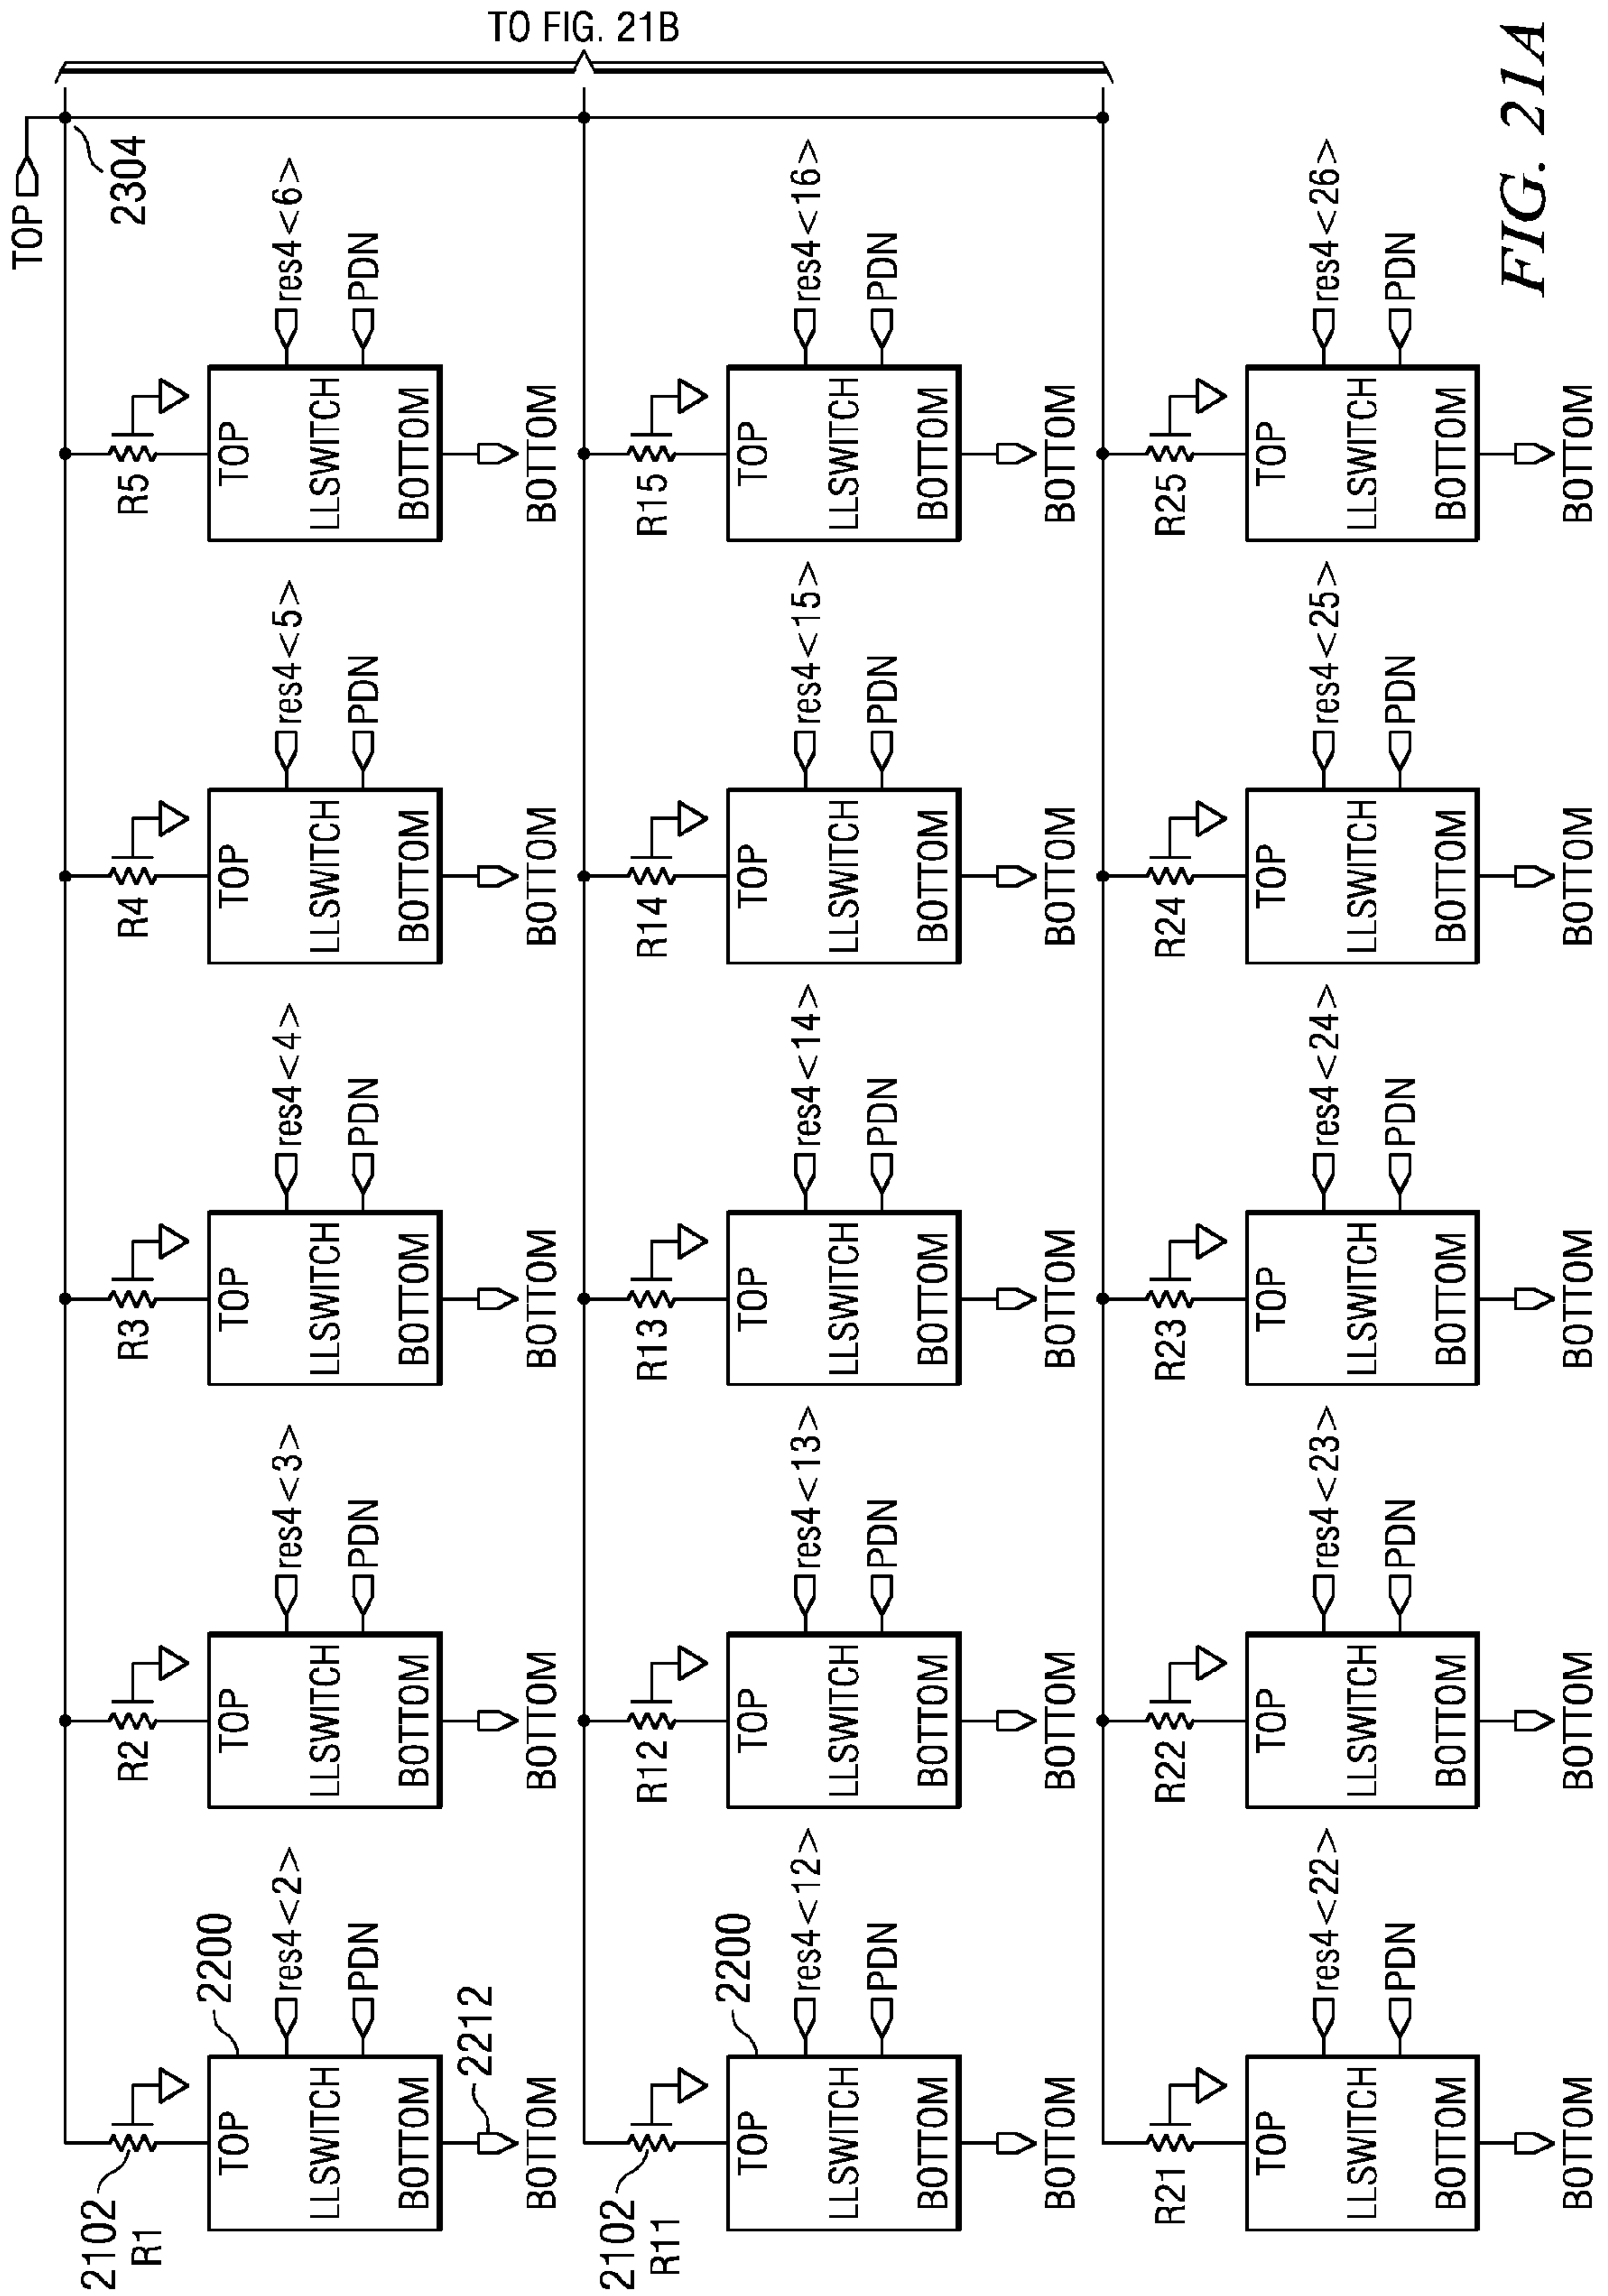 TOP
2304
TO FIG. 21B
2102
R1
R2
R3
R4
R5
2200
TOP
LLSWITCH
BOTTOM
res4<2>
PDN
2212
BOTTOM
TOP
LLSWITCH
BOTTOM
res4<3>
PDN
BOTTOM
TOP
LLSWITCH
BOTTOM
res4<4>
PDN
BOTTOM
TOP
LLSWITCH
BOTTOM
res4<5>
PDN
BOTTOM
TOP
LLSWITCH
BOTTOM
res4<6>
PDN
BOTTOM
2102
R11
R12
R13
R14
R15
2200
TOP
LLSWITCH
BOTTOM
res4<12>
PDN
BOTTOM
TOP
LLSWITCH
BOTTOM
res4<13>
PDN
BOTTOM
TOP
LLSWITCH
BOTTOM
res4<14>
PDN
BOTTOM
TOP
LLSWITCH
BOTTOM
res4<15>
PDN
BOTTOM
TOP
LLSWITCH
BOTTOM
res4<16>
PDN
BOTTOM
R21
R22
R23
R24
R25
TOP
LLSWITCH
BOTTOM
res4<22>
PDN
BOTTOM
TOP
LLSWITCH
BOTTOM
res4<23>
PDN
BOTTOM
TOP
LLSWITCH
BOTTOM
res4<24>
PDN
BOTTOM
TOP
LLSWITCH
BOTTOM
res4<25>
PDN
BOTTOM
TOP
LLSWITCH
BOTTOM
res4<26>
PDN
BOTTOM
FIG. 21A